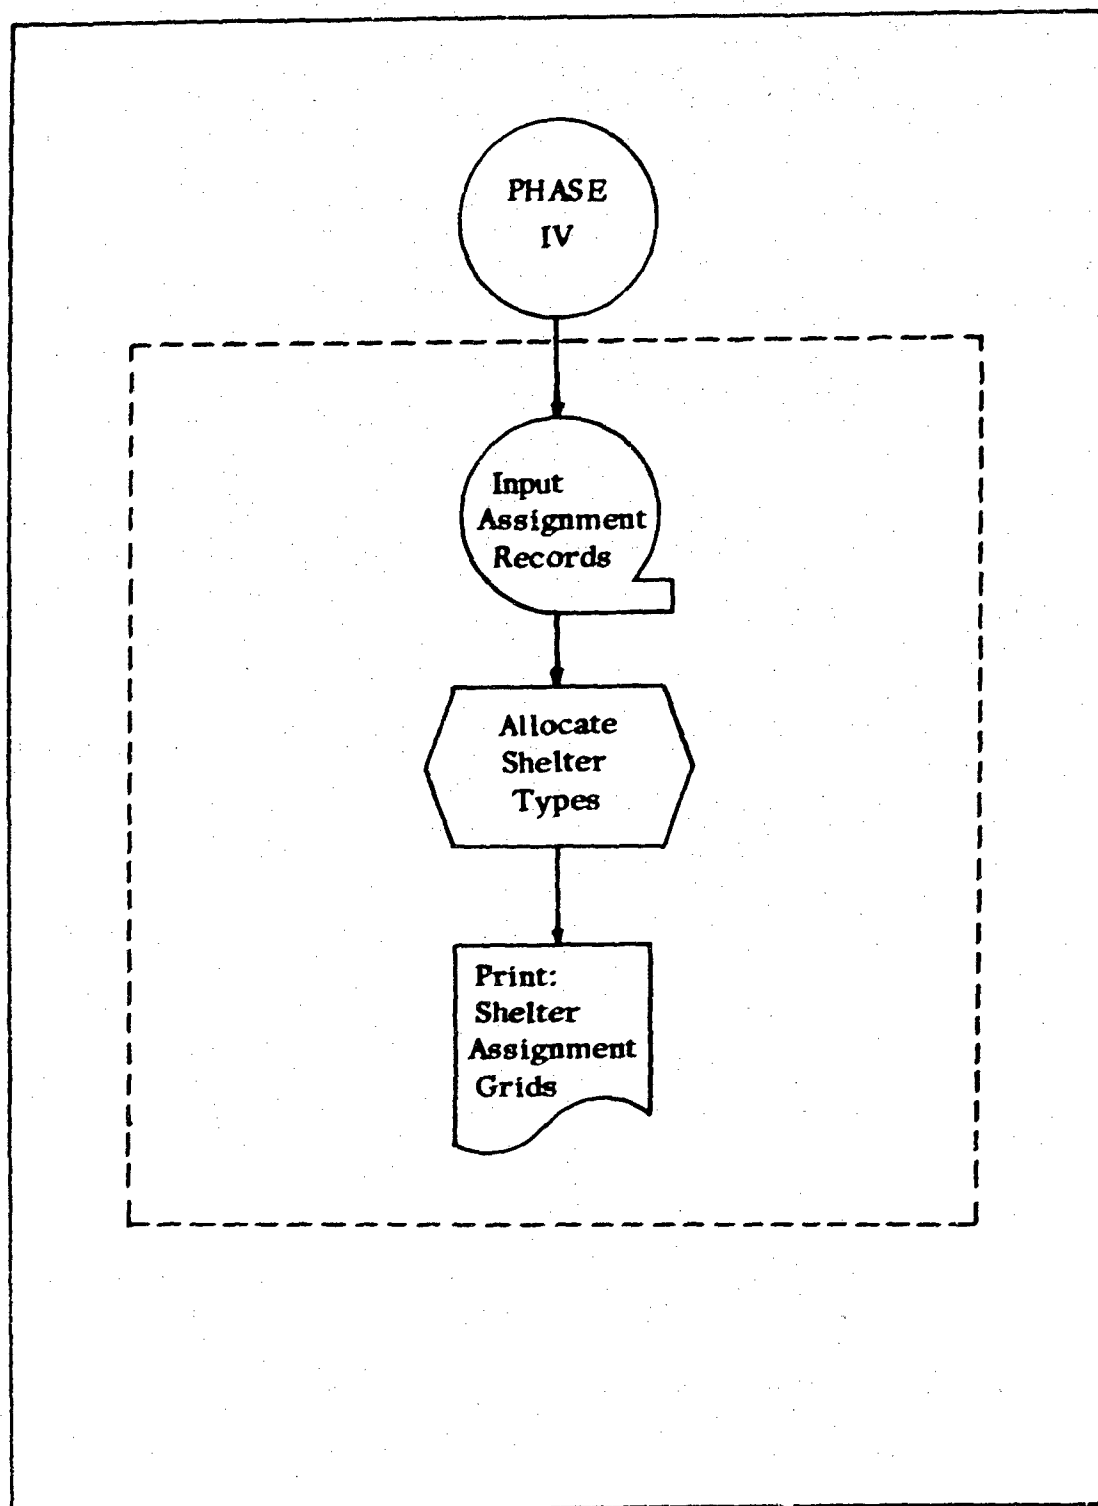 PHASE
IV
Input
Assignment
Records
Allocate
Shelter
Types
Print:
Shelter
Assignment
Grids